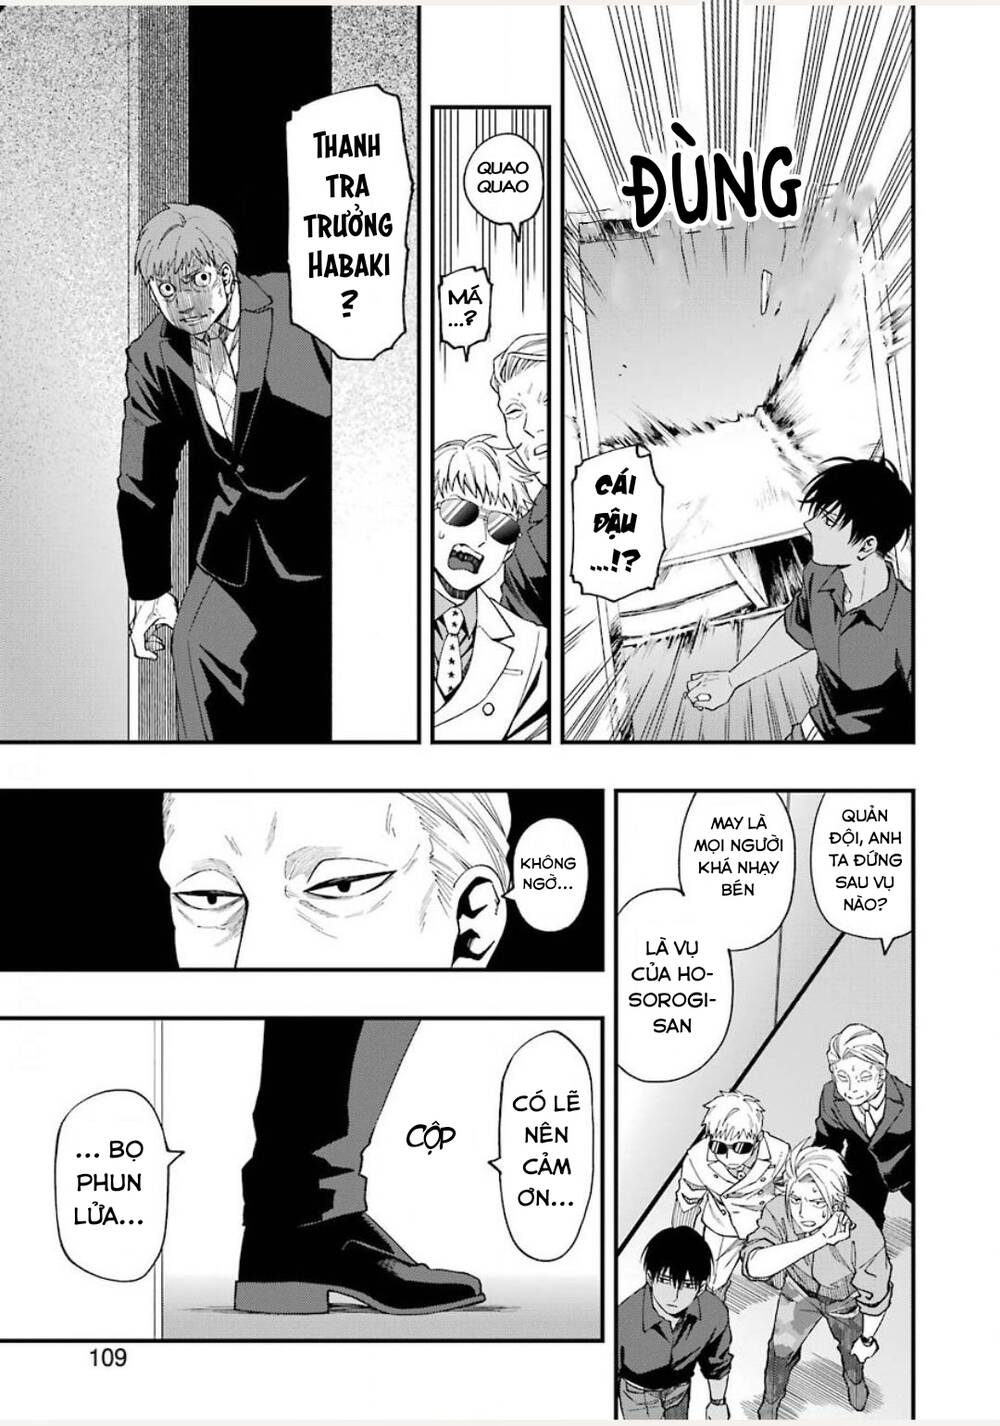 ĐÙNG
CÁI
ĐẬU
...!?
QUAO
QUAO
MÁ
...?
THANH
TRA
TRƯỞNG
HABAKI
?
QUẢN
ĐỘI, ANH
TA ĐỨNG
SAU VỤ
NÀO?
MAY LÀ
MỌI NGƯỜI
KHÁ NHẠY
BÉN
LÀ VỤ
CỦA HO-
SOROGI-
SAN
KHÔNG
NGỜ...
CÓ LẼ
NÊN
CẢM
ƠN...
CỘP
... BỌ
PHUN
LỬA...
109